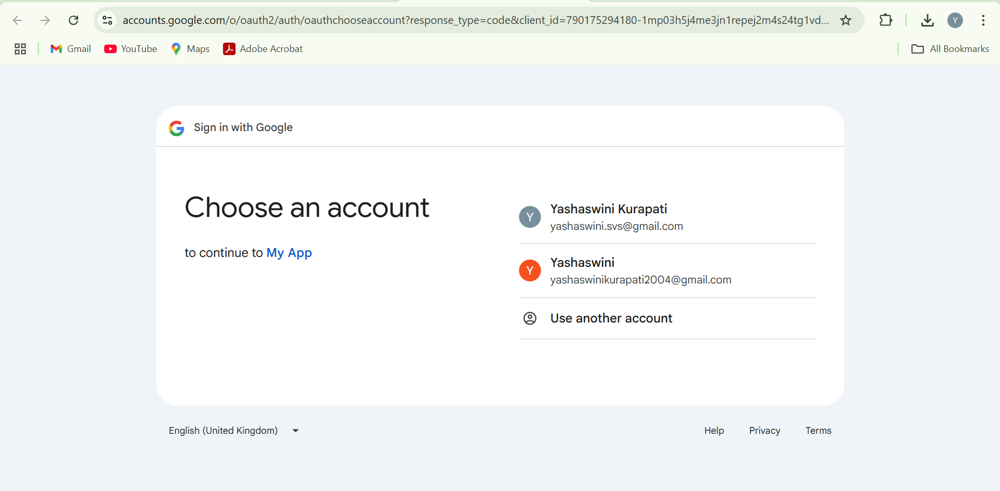 accounts.google.com/o/oauth2/auth/oauthchooseaccount?response_type=code&client_id=790175294180-1mp03h5j4me3jn1repej2m4s24tg1vd...
Y
Gmail
YouTube
Maps
Adobe Acrobat
All Bookmarks
Sign in with Google
Choose an account
to continue to My App
Y
Yashaswini Kurapati
yashaswini.svs@gmail.com
Y
Yashaswini
yashaswinikurapati2004@gmail.com
Use another account
English (United Kingdom)
Help
Privacy
Terms